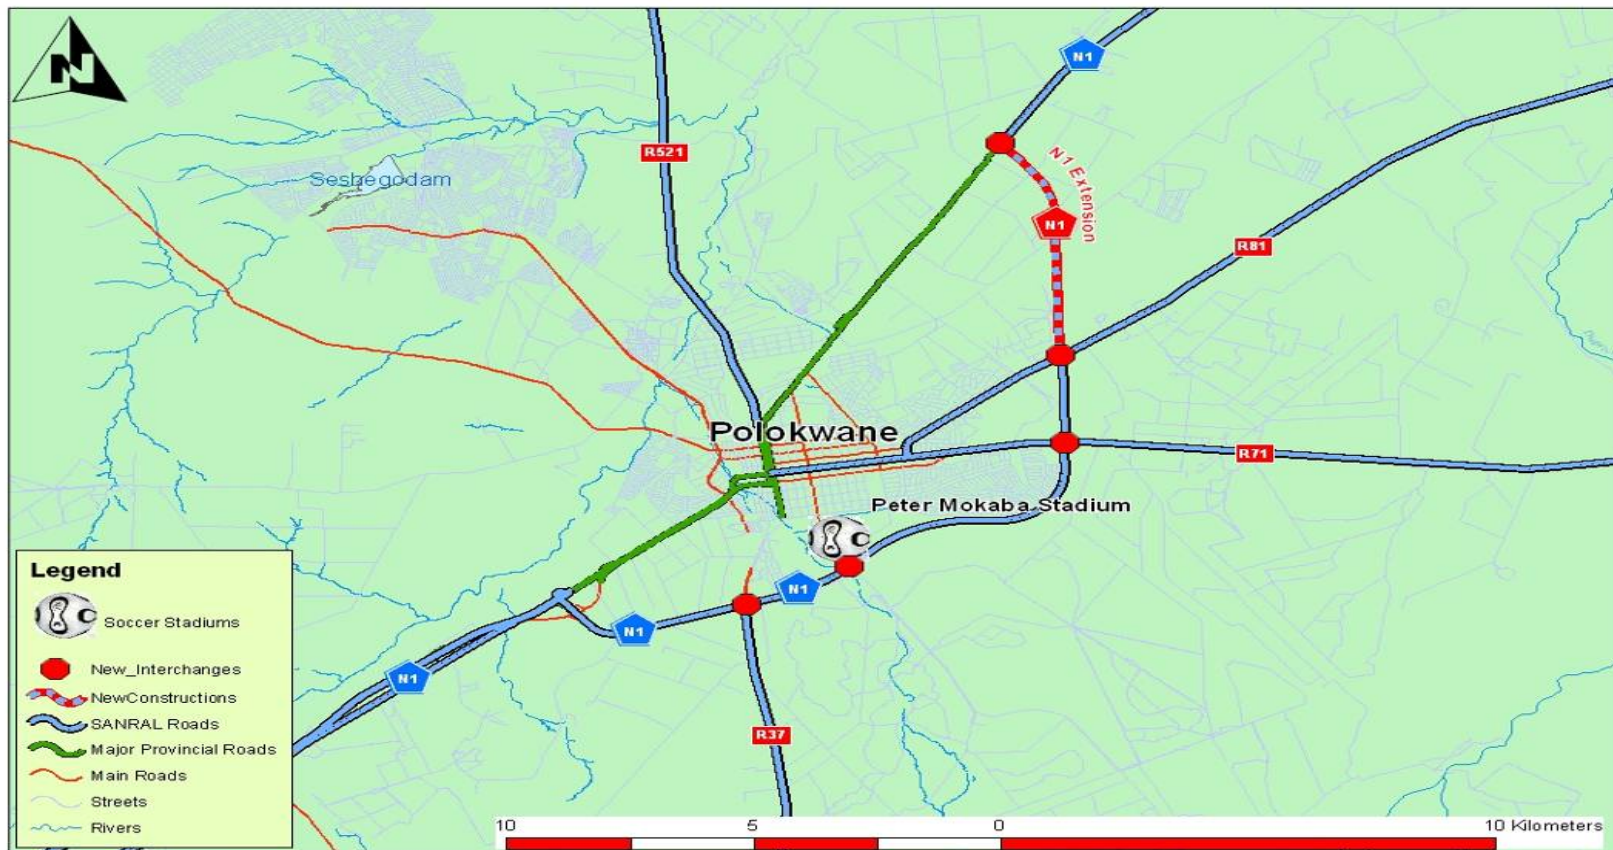 N
N1
R521
N1 Extension
Seshegodam
N1
R81
Polokwane
R71
Peter Mokaba Stadium
N1
N1
N1
R37
Legend
Soccer Stadiums
New_Interchanges
NewConstructions
SANRAL Roads
Major Provincial Roads
Main Roads
Streets
Rivers
10 5 0 10 Kilometers